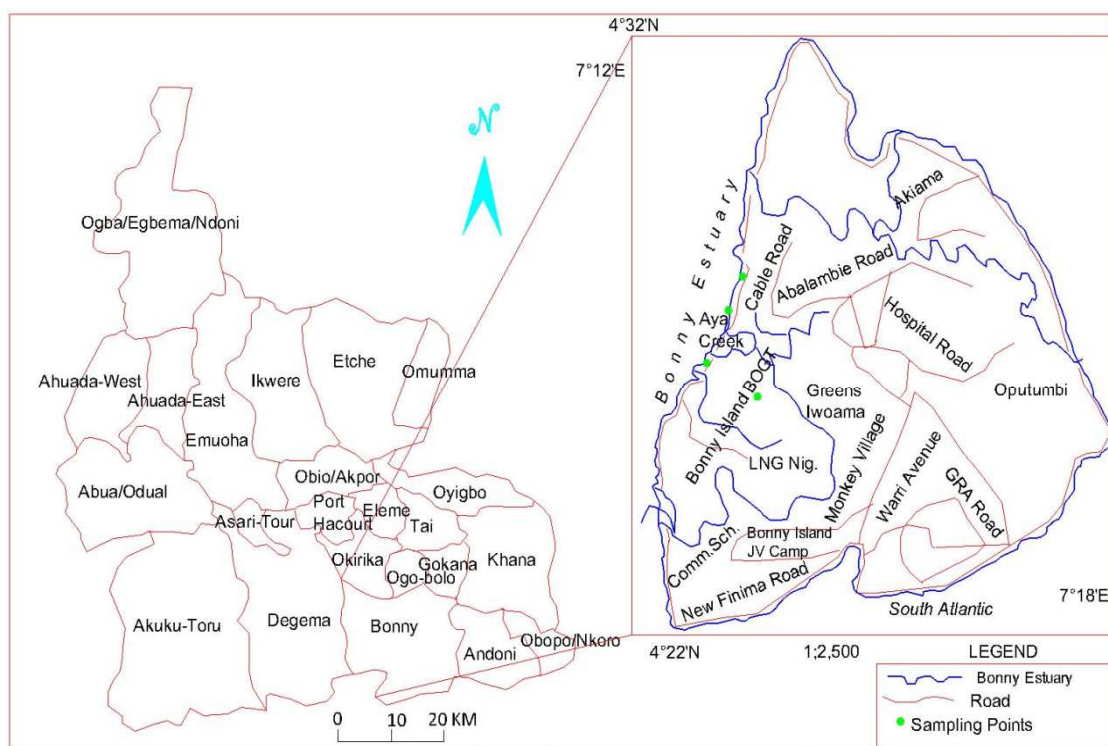 4°32'N
7°12'E
N
Ogba/Egbema/Ndoni
Ahuada-West
Ahuada-East
Emuoha
Ikwere
Etche
Omumma
Abua/Odual
Obio/Akpor
Port
Hacourt
Eleme
Oyigbo
Tai
Asari-Tour
Okirika
Gokana
Ogo-bolo
Khana
Akuku-Toru
Degema
Bonny
Andoni
Obopo/Nkoro
0 10 20 KM
Bonny Estuary
Akiama
Cable Road
Abalambie Road
Aya
Creek
Hospital Road
Bonny Island BOGT
Greens
Iwoama
Oputumbi
LNG Nig.
Monkey Village
Warri Avenue
GRA Road
Comm.Sch.
Bonny Island
JV Camp
New Finima Road
South Atlantic
7°18'E
4°22'N
1:2,500
LEGEND
Bonny Estuary
Road
Sampling Points